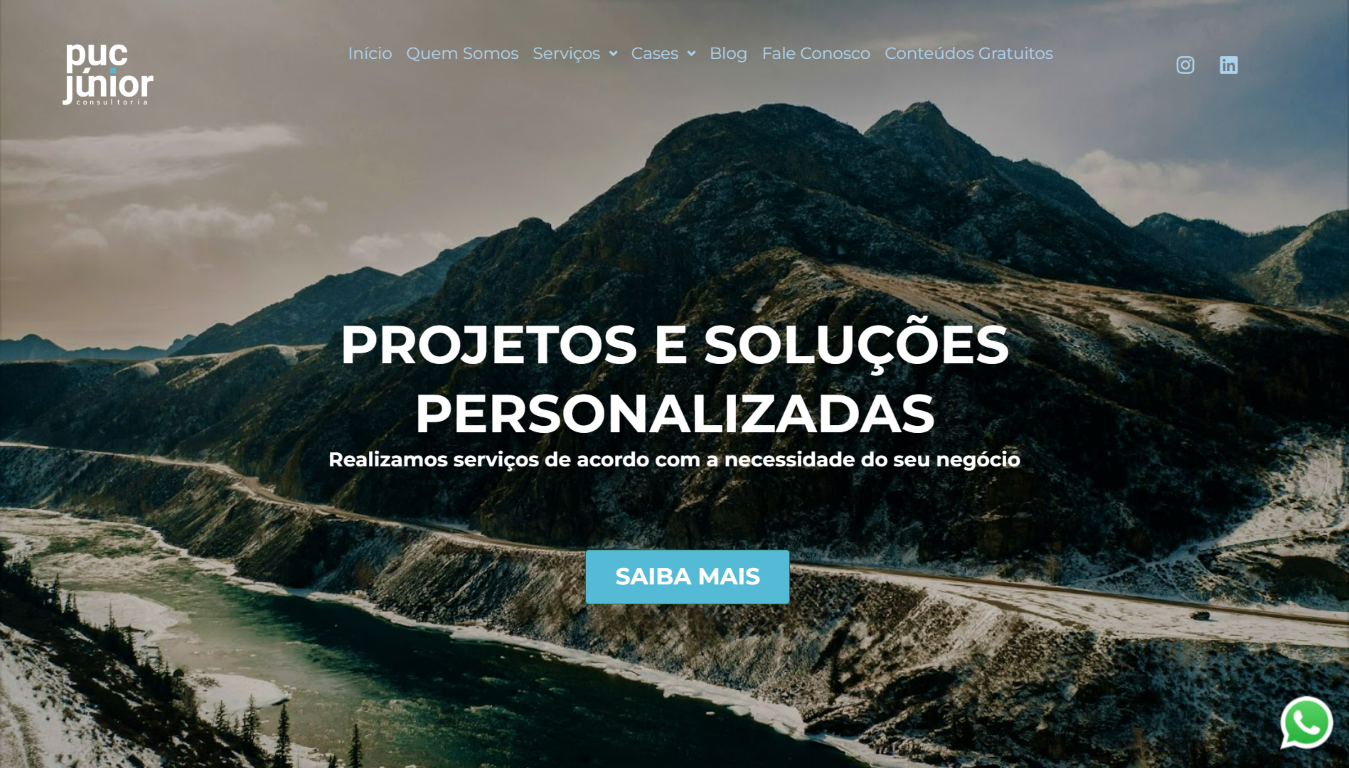 puc
júnior
consultoria
Início Quem Somos Serviços Cases Blog Fale Conosco Conteúdos Gratuitos
PROJETOS E SOLUÇÕES
PERSONALIZADAS
Realizamos serviços de acordo com a necessidade do seu negócio
SAIBA MAIS